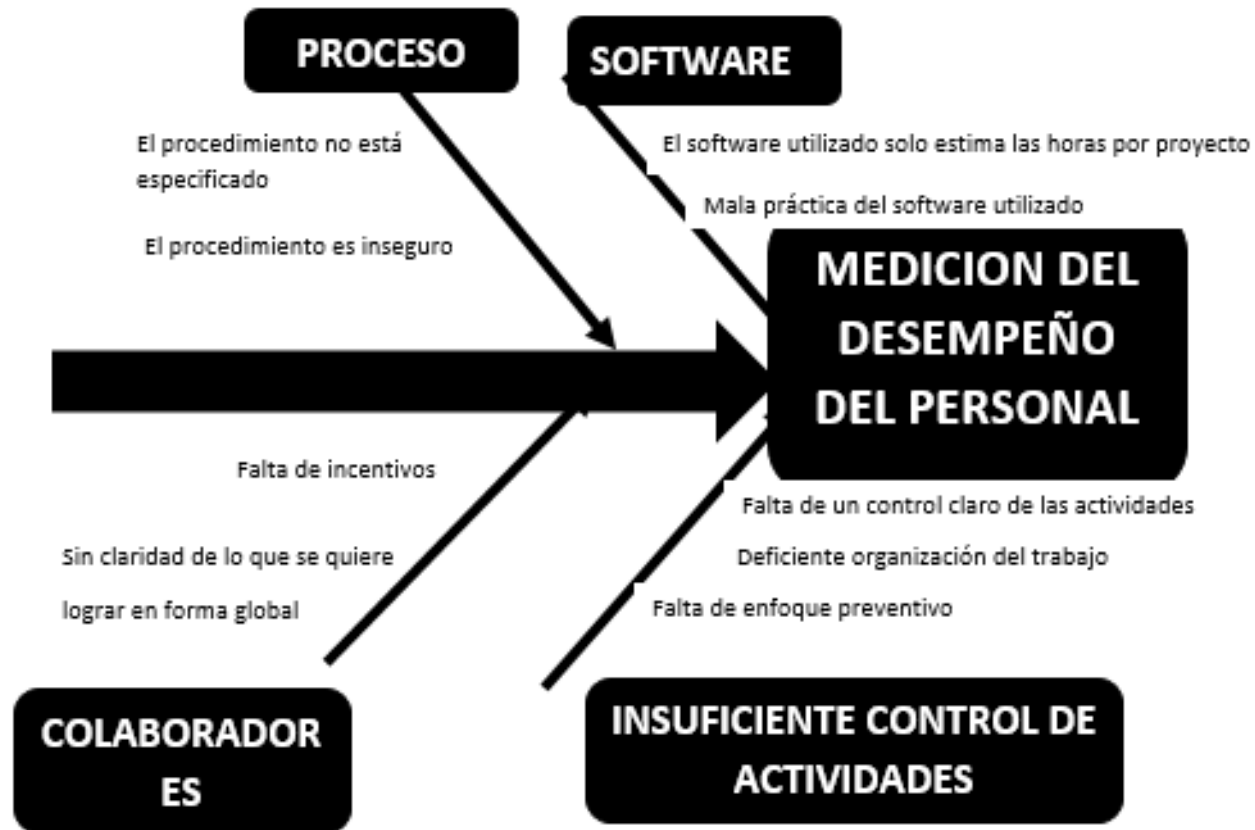 PROCESO
SOFTWARE
El procedimiento no está
especificado
El procedimiento es inseguro
El software utilizado solo estima las horas por proyecto
Mala práctica del software utilizado
MEDICION DEL
DESEMPEÑO
DEL PERSONAL
Falta de incentivos
Sin claridad de lo que se quiere
lograr en forma global
Falta de un control claro de las actividades
Deficiente organización del trabajo
Falta de enfoque preventivo
COLABORADOR
ES
INSUFICIENTE CONTROL DE
ACTIVIDADES